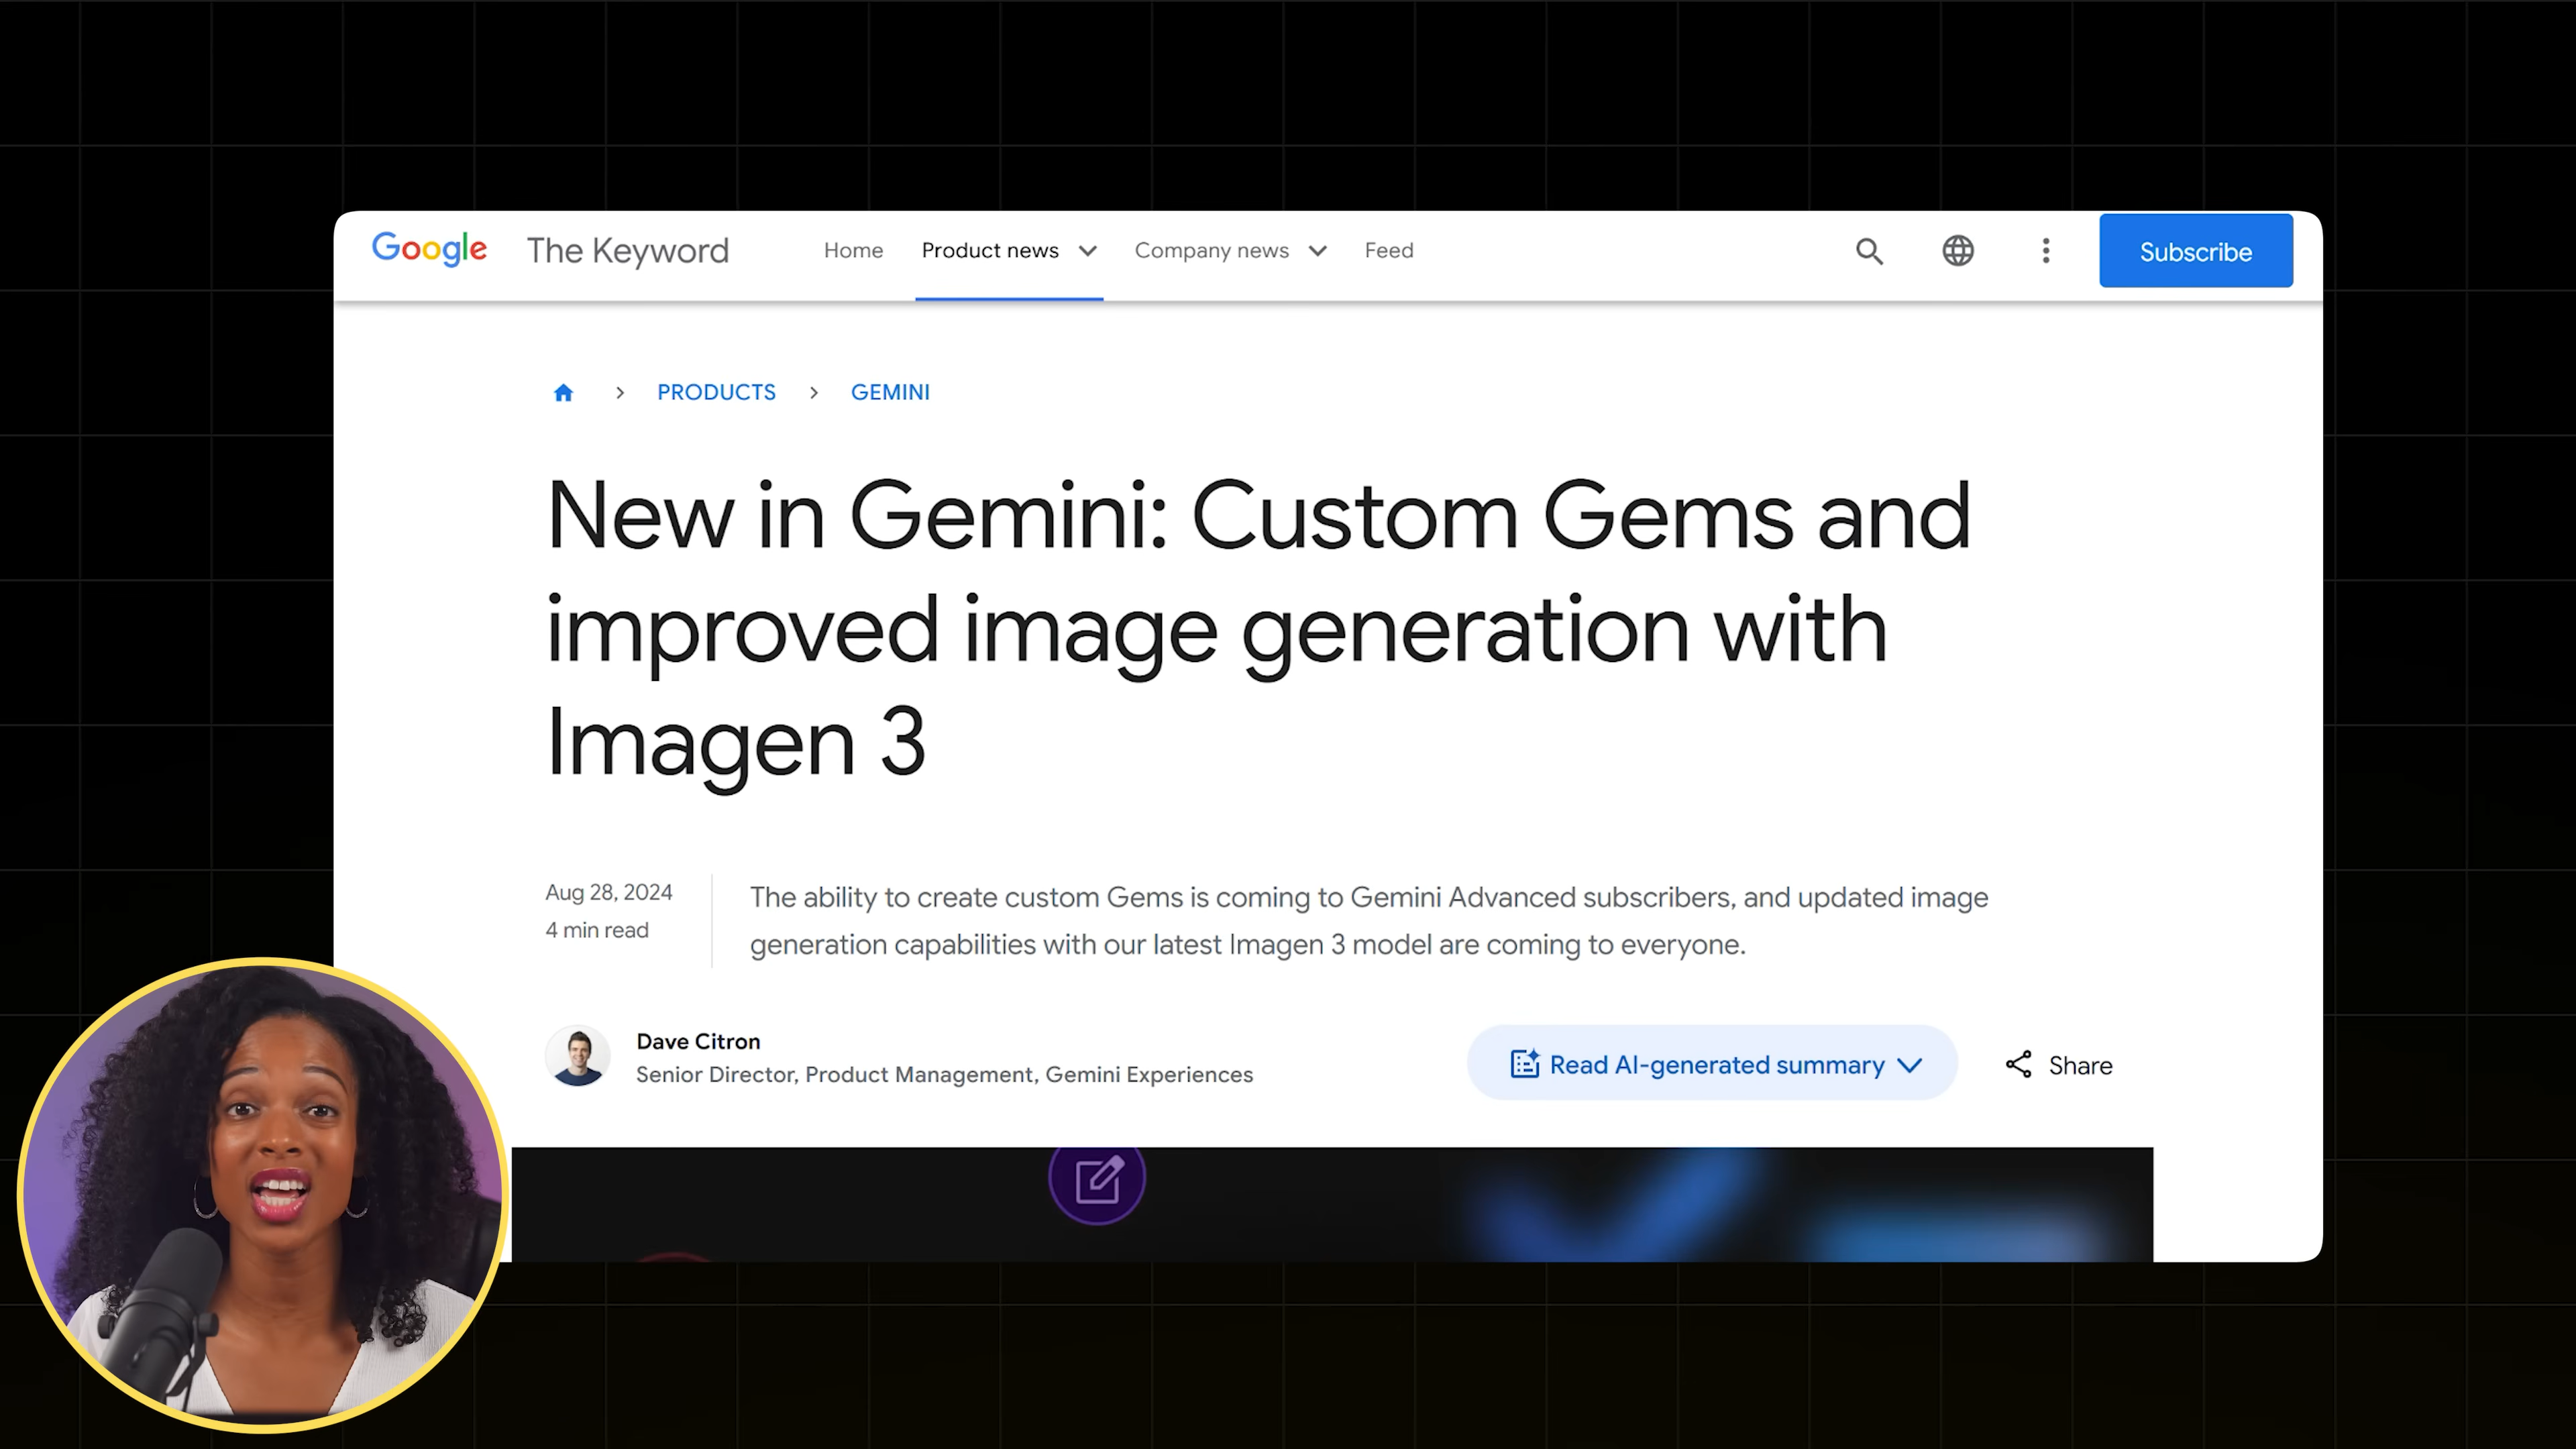 Google The Keyword Home Product news Company news Feed Subscribe
PRODUCTS > GEMINI
New in Gemini: Custom Gems and
improved image generation with
Imagen 3
Aug 28, 2024
4 min read
The ability to create custom Gems is coming to Gemini Advanced subscribers, and updated image
generation capabilities with our latest Imagen 3 model are coming to everyone.
Dave Citron
Senior Director, Product Management, Gemini Experiences
Read AI-generated summary
Share